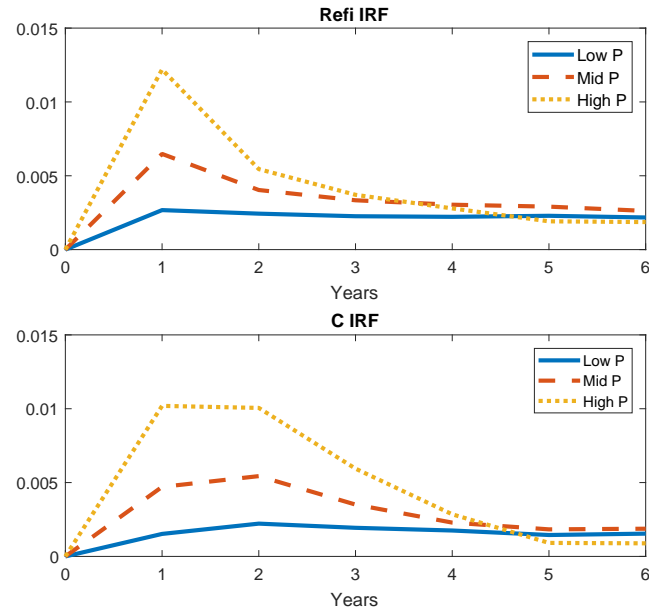 Refi IRF
0.015
0.01
0.005
0
Low P
Mid P
High P
0 1 2 3 4 5 6
Years
C IRF
0.015
0.01
0.005
0
Low P
Mid P
High P
0 1 2 3 4 5 6
Years